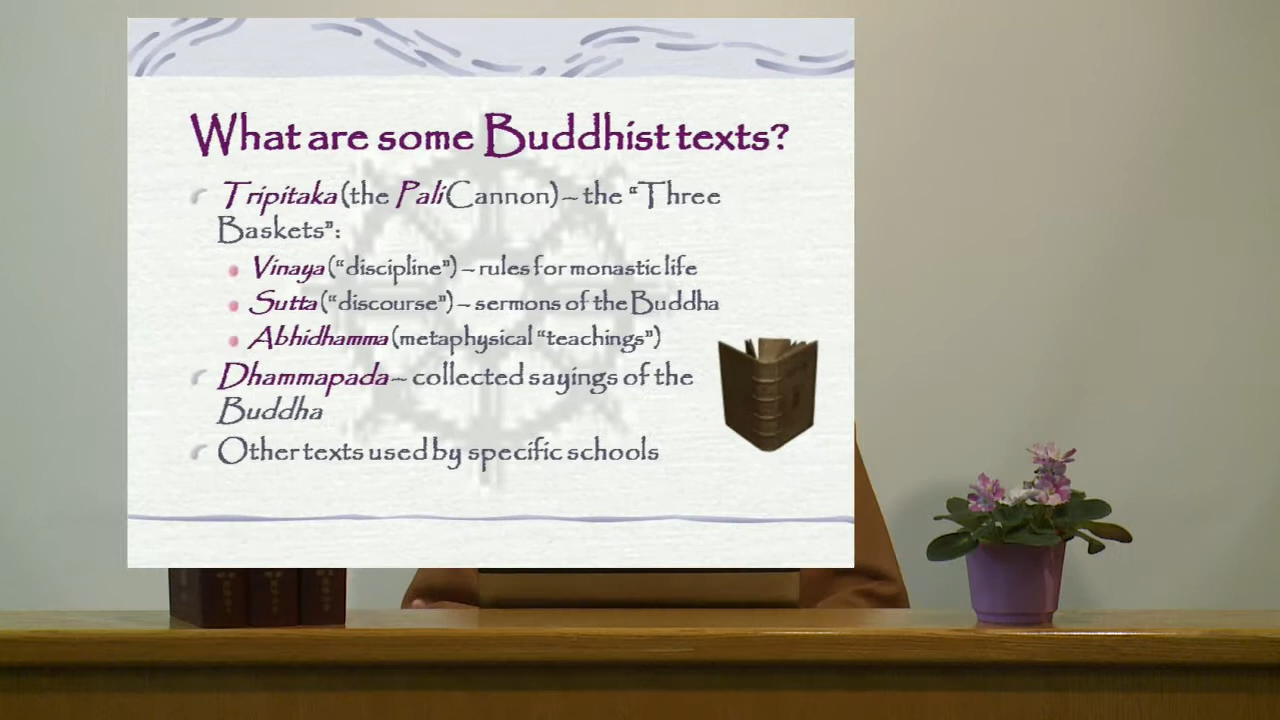 What are some Buddhist texts?
Tripitaka (the Pali Cannon) – the “Three
Baskets”:
Vinaya (“discipline”) – rules for monastic life
Sutta (“discourse”) – sermons of the Buddha
Abhidhamma (metaphysical “teachings”)
Dhammapada – collected sayings of the
Buddha
Other texts used by specific schools